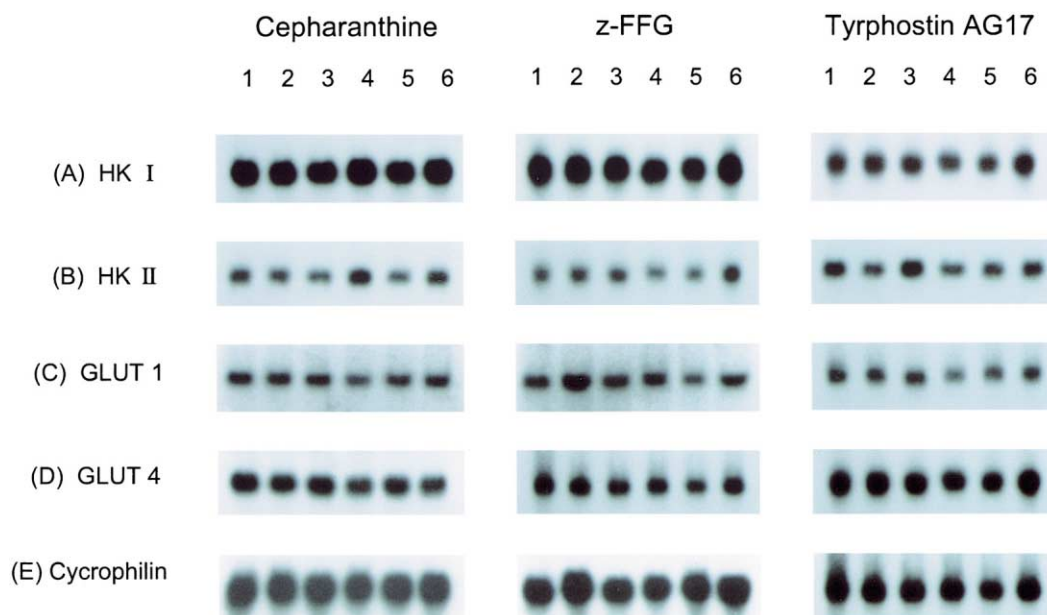 Cepharanthine z-FFG Tyrphostin AG17
1 2 3 4 5 6 1 2 3 4 5 6 1 2 3 4 5 6
(A) HK I
(B) HK II
(C) GLUT 1
(D) GLUT 4
(E) Cycrophilin